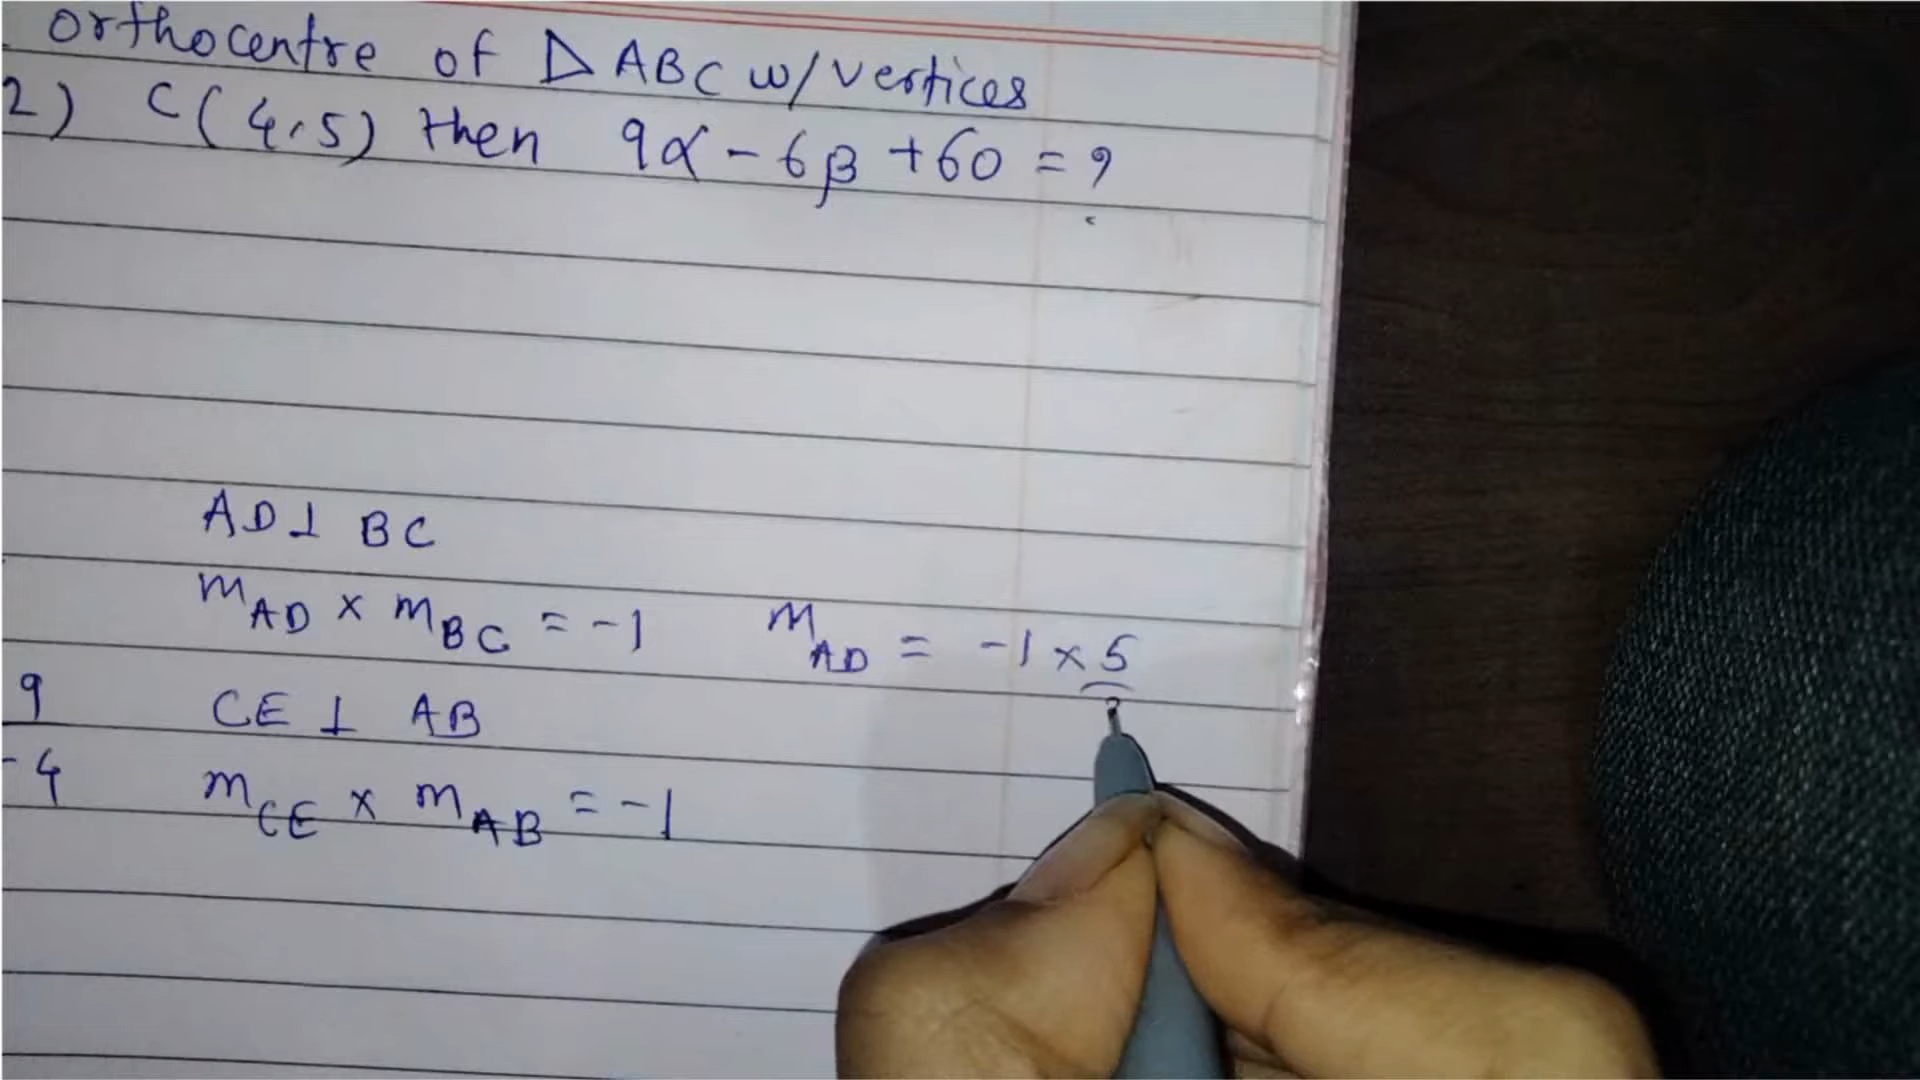 orthocentre of Δ ABC w/vertices
2) C(4,5) then 9α - 6β + 60 = ?
AD ⊥ BC
m_AD × m_BC = -1 m_AD = -1 × 5
9 CE ⊥ AB
-4 m_CE × m_AB = -1